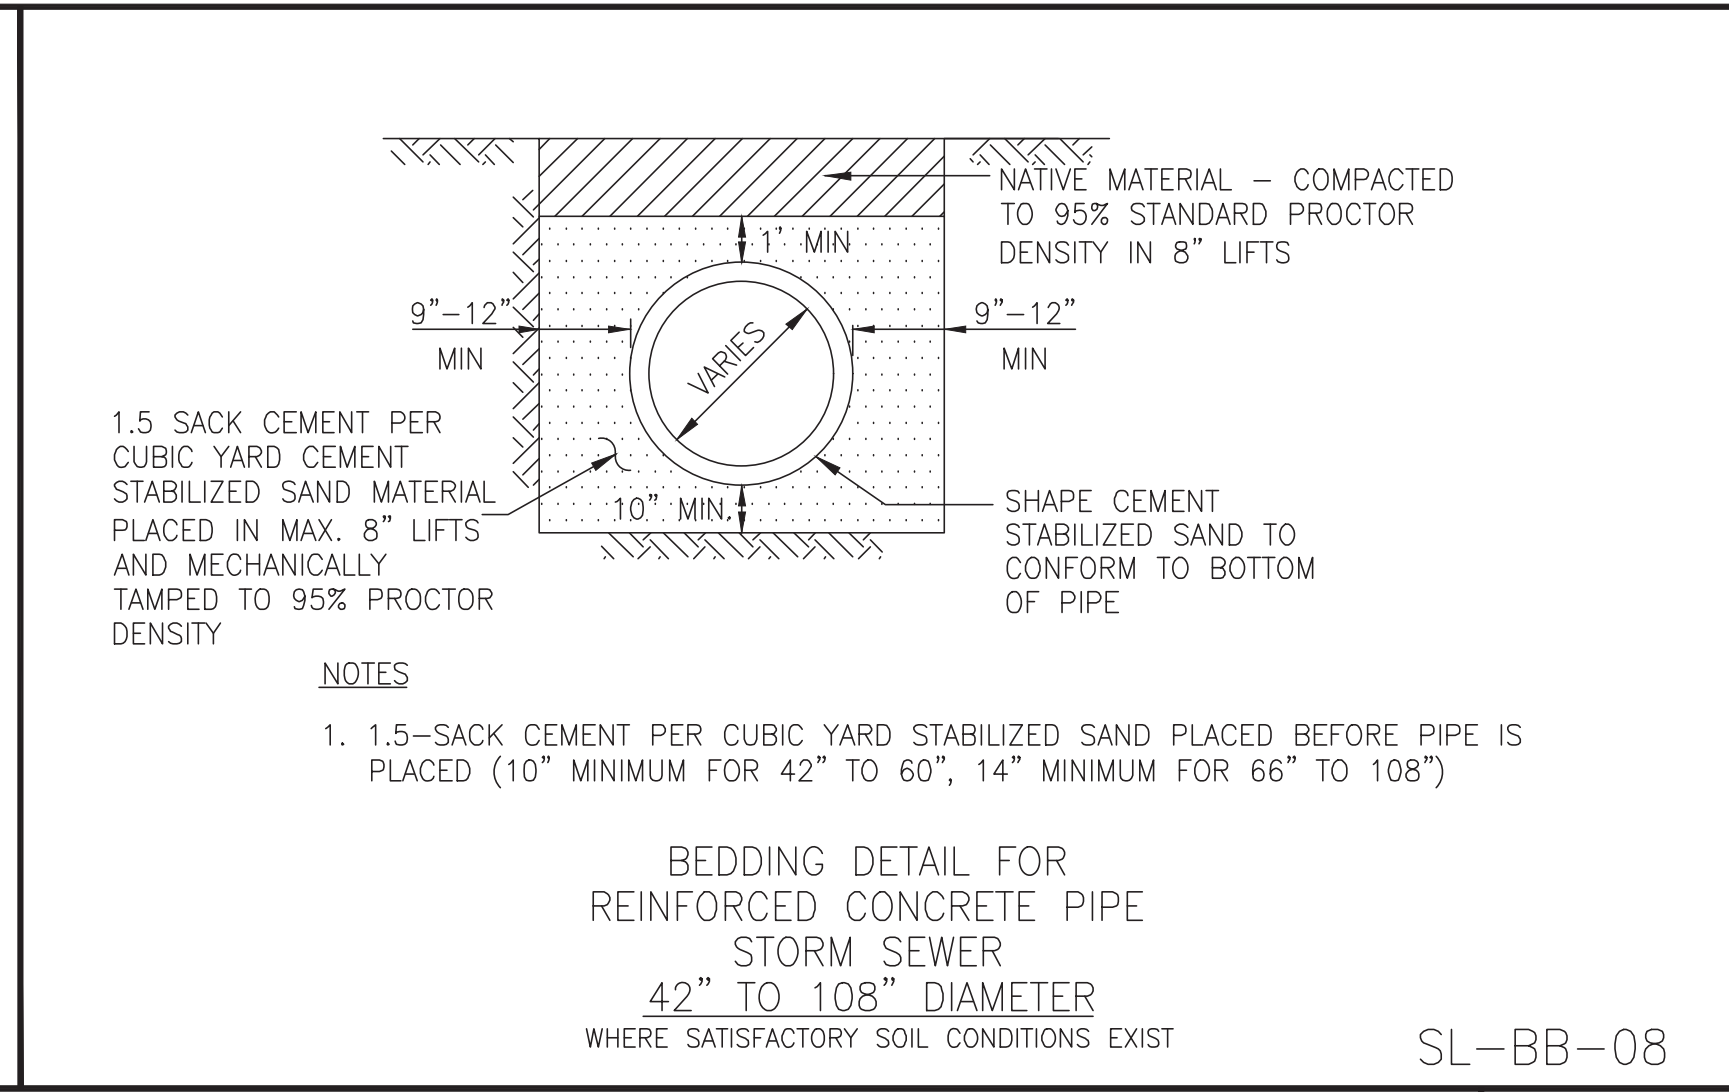 NATIVE MATERIAL – COMPACTED
TO 95% STANDARD PROCTOR
DENSITY IN 8” LIFTS
1’ MIN
9”–12”
MIN
9”–12”
MIN
VARIES
1.5 SACK CEMENT PER
CUBIC YARD CEMENT
STABILIZED SAND MATERIAL
PLACED IN MAX. 8” LIFTS
AND MECHANICALLY
TAMPED TO 95% PROCTOR
DENSITY
10” MIN.
SHAPE CEMENT
STABILIZED SAND TO
CONFORM TO BOTTOM
OF PIPE
NOTES
1. 1.5–SACK CEMENT PER CUBIC YARD STABILIZED SAND PLACED BEFORE PIPE IS
PLACED (10” MINIMUM FOR 42” TO 60”, 14” MINIMUM FOR 66” TO 108”)
BEDDING DETAIL FOR
REINFORCED CONCRETE PIPE
STORM SEWER
42” TO 108” DIAMETER
WHERE SATISFACTORY SOIL CONDITIONS EXIST
SL–BB–08